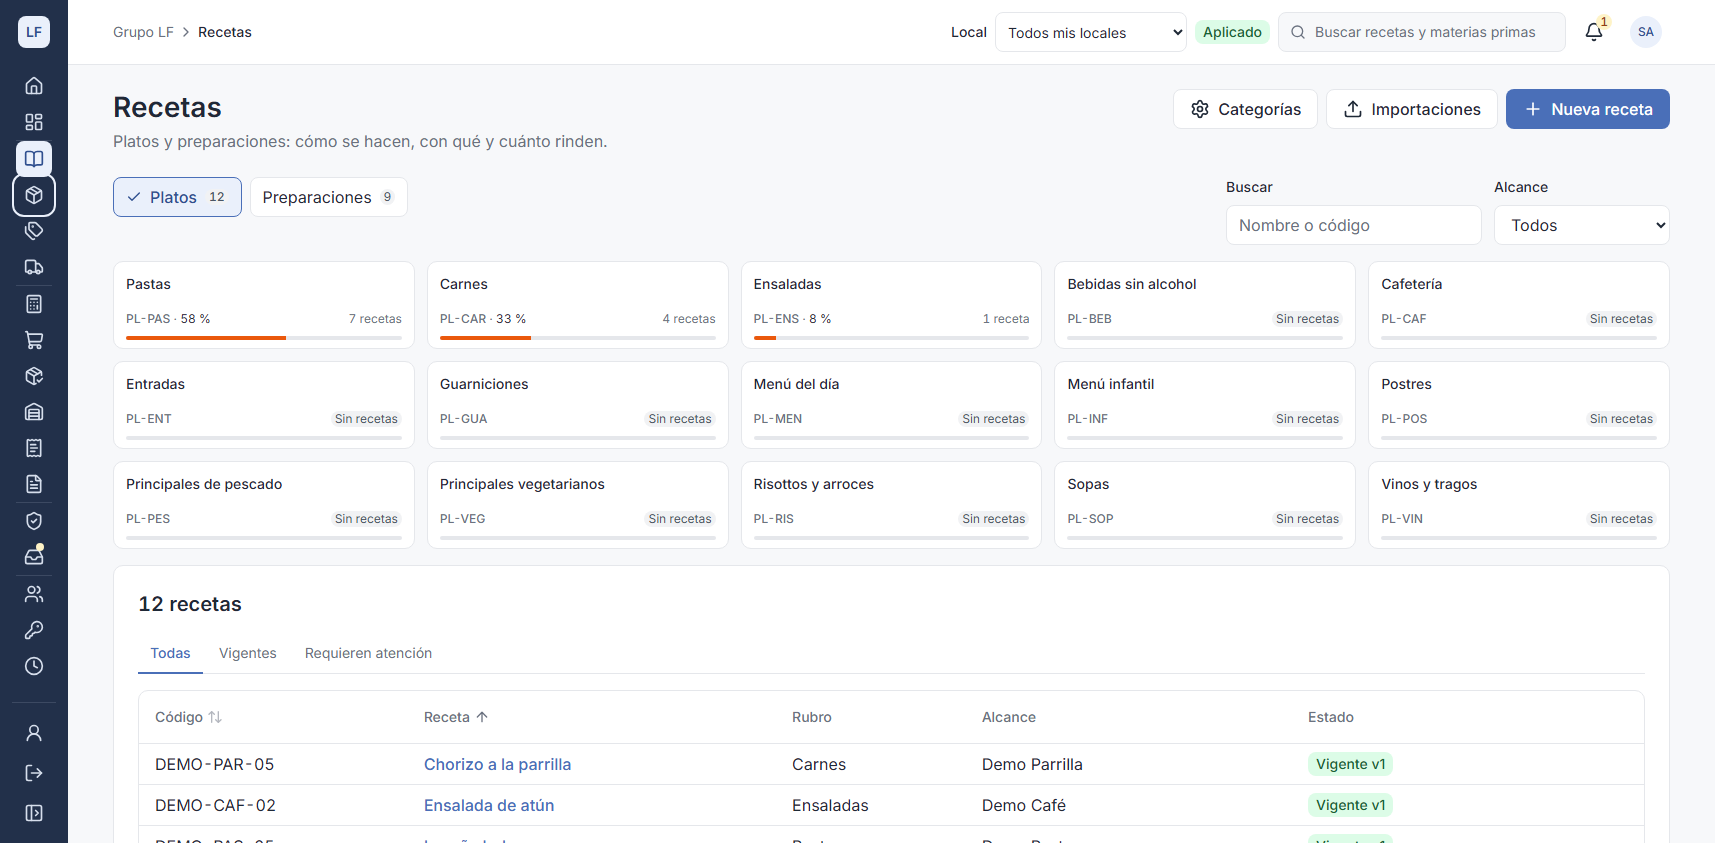 LF
Grupo LF > Recetas
Local
Todos mis locales
Aplicado
Buscar recetas y materias primas
1
SA
Recetas
Platos y preparaciones: cómo se hacen, con qué y cuánto rinden.
Categorías
Importaciones
+ Nueva receta
Platos 12
Preparaciones 9
Buscar
Nombre o código
Alcance
Todos
Pastas
PL-PAS · 58 %
7 recetas
Carnes
PL-CAR · 33 %
4 recetas
Ensaladas
PL-ENS · 8 %
1 receta
Bebidas sin alcohol
PL-BEB
Sin recetas
Cafetería
PL-CAF
Sin recetas
Entradas
PL-ENT
Sin recetas
Guarniciones
PL-GUA
Sin recetas
Menú del día
PL-MEN
Sin recetas
Menú infantil
PL-INF
Sin recetas
Postres
PL-POS
Sin recetas
Principales de pescado
PL-PES
Sin recetas
Principales vegetarianos
PL-VEG
Sin recetas
Risottos y arroces
PL-RIS
Sin recetas
Sopas
PL-SOP
Sin recetas
Vinos y tragos
PL-VIN
Sin recetas
12 recetas
Todas
Vigentes
Requieren atención
Código
Receta
Rubro
Alcance
Estado
DEMO-PAR-05
Chorizo a la parrilla
Carnes
Demo Parrilla
Vigente v1
DEMO-CAF-02
Ensalada de atún
Ensaladas
Demo Café
Vigente v1